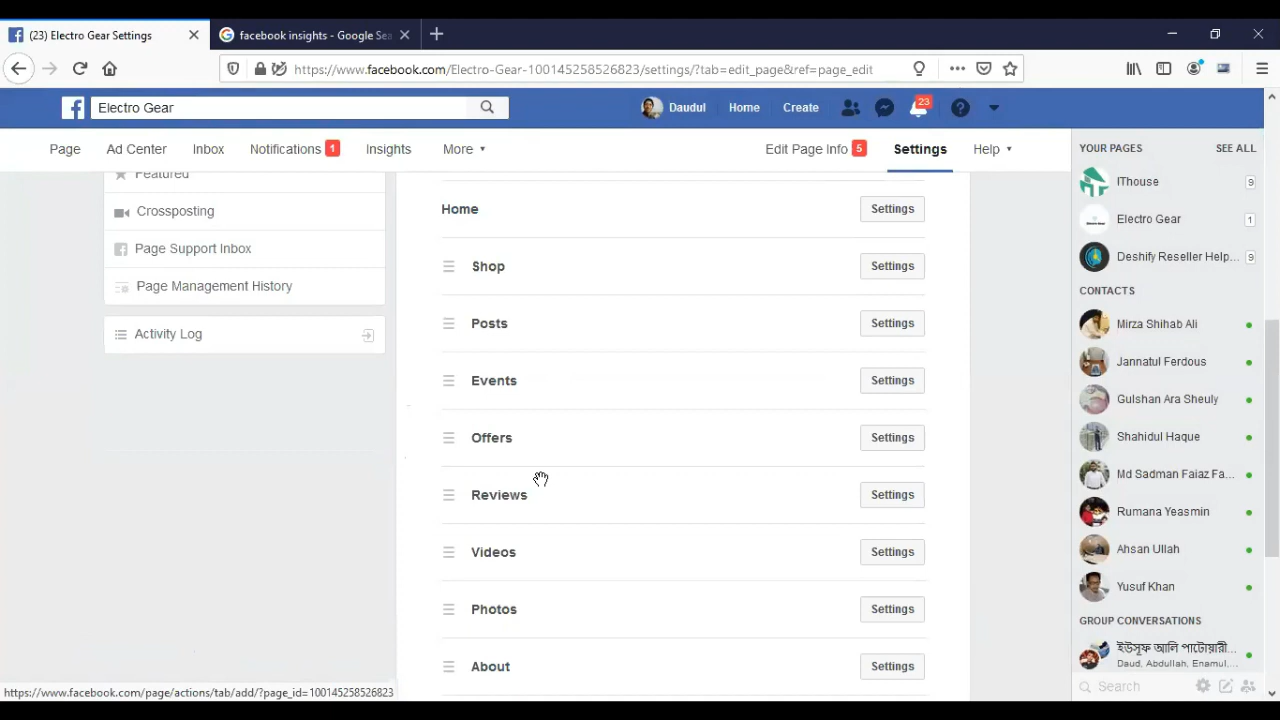 (23) Electro Gear Settings
facebook insights - Google Sea
https://www.facebook.com/Electro-Gear-100145258526823/settings/?tab=edit_page&ref=page_edit
Electro Gear
Daudul
Home
Create
23
Page
Ad Center
Inbox
Notifications 1
Insights
More
Edit Page Info 5
Settings
Help
Featured
Crossposting
Page Support Inbox
Page Management History
Activity Log
Home Settings
Shop Settings
Posts Settings
Events Settings
Offers Settings
Reviews Settings
Videos Settings
Photos Settings
About Settings
YOUR PAGES SEE ALL
IThouse 9
Electro Gear 1
Deshify Reseller Help... 9
CONTACTS
Mirza Shihab Ali
Jannatul Ferdous
Gulshan Ara Sheuly
Shahidul Haque
Md Sadman Faiaz Fa...
Rumana Yeasmin
Ahsan Ullah
Yusuf Khan
GROUP CONVERSATIONS
ইউসুফ আলি পাটোয়ারী...
Daud, Abdullah, Enamul,...
Search
https://www.facebook.com/page/actions/tab/add/?page_id=100145258526823